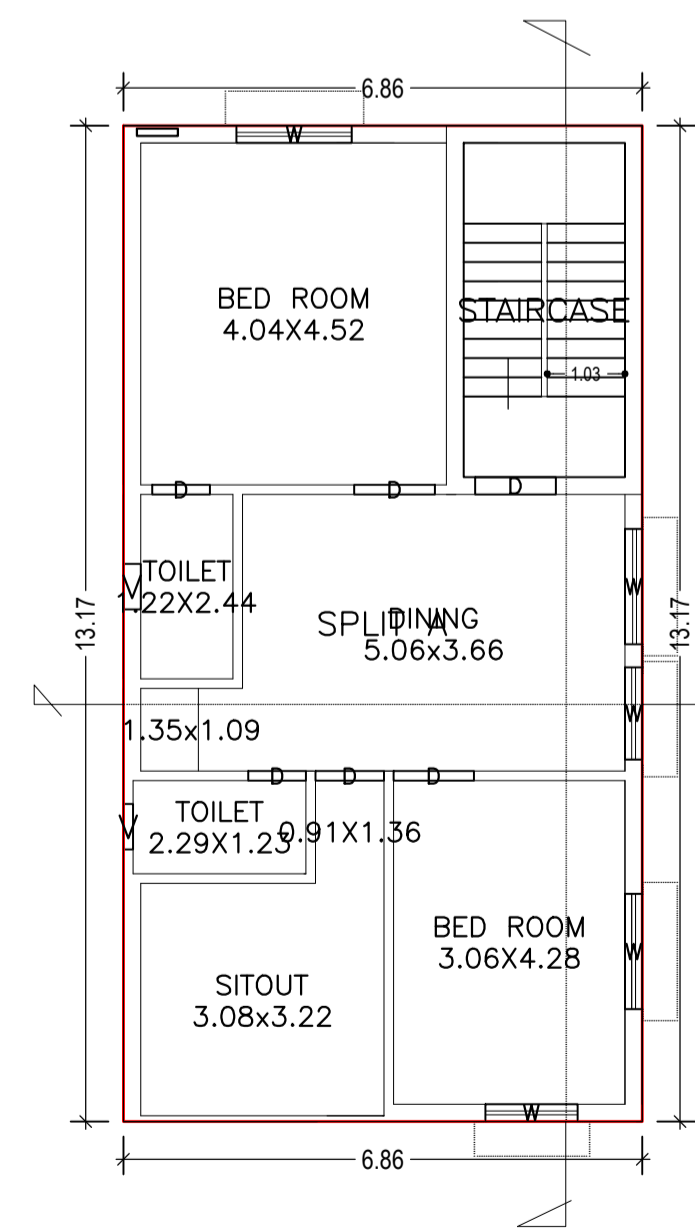 6.86
W
BED ROOM
4.04X4.52
STAIRCASE
1.03
D
D
D
TOILET
1.22X2.44
V
W
SPLIT A
DINING
5.06x3.66
13.17
13.17
W
1.35x1.09
D
D
D
TOILET
2.29X1.23
V
0.91X1.36
BED ROOM
3.06X4.28
W
SITOUT
3.08x3.22
W
6.86